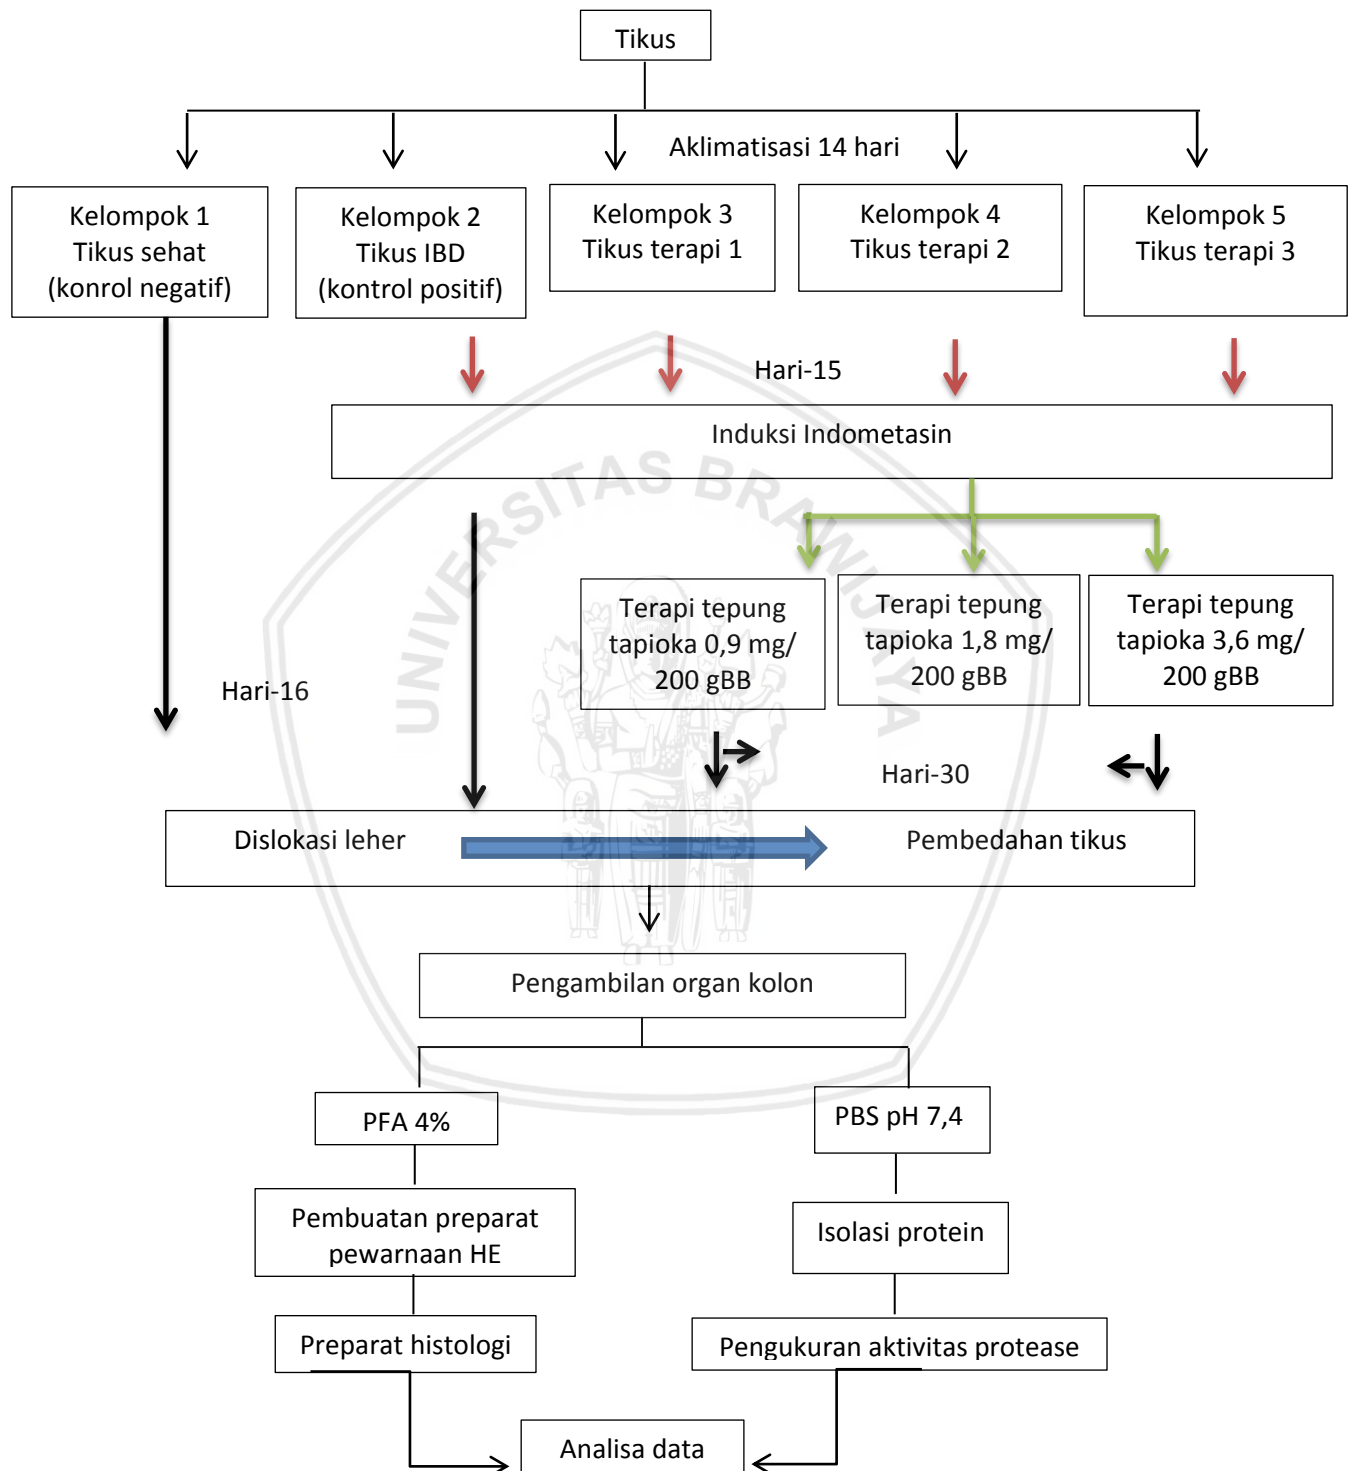 Tikus
Aklimatisasi 14 hari
Kelompok 1
Tikus sehat
(konrol negatif)
Kelompok 2
Tikus IBD
(kontrol positif)
Kelompok 3
Tikus terapi 1
Kelompok 4
Tikus terapi 2
Kelompok 5
Tikus terapi 3
Hari-15
Induksi Indometasin
UNIVERSITAS BRAWIJAYA
Terapi tepung
tapioka 0,9 mg/
200 gBB
Terapi tepung
tapioka 1,8 mg/
200 gBB
Terapi tepung
tapioka 3,6 mg/
200 gBB
Hari-16
Hari-30
Dislokasi leher
Pembedahan tikus
Pengambilan organ kolon
PFA 4%
PBS pH 7,4
Pembuatan preparat
pewarnaan HE
Isolasi protein
Preparat histologi
Pengukuran aktivitas protease
Analisa data